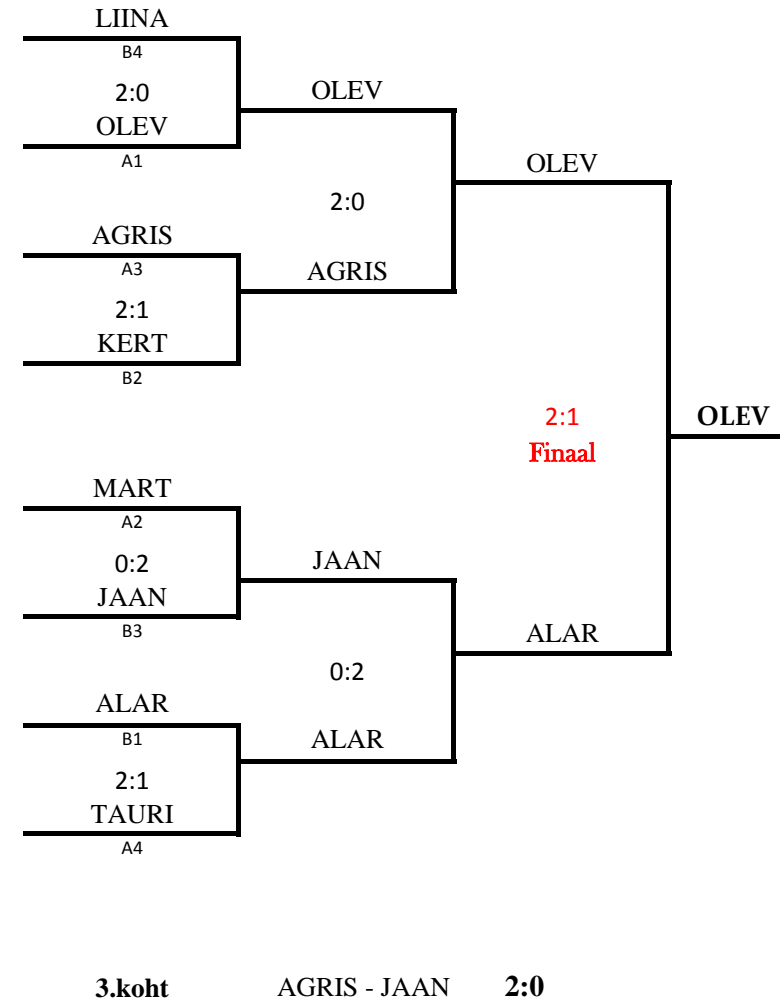 LIINA
B4
2:0
OLEV
A1
OLEV
2:0
OLEV
AGRIS
A3
2:1
KERT
B2
AGRIS
2:1
Finaal
OLEV
MART
A2
0:2
JAAN
B3
JAAN
0:2
ALAR
ALAR
B1
2:1
TAURI
A4
ALAR
3.koht AGRIS - JAAN 2:0